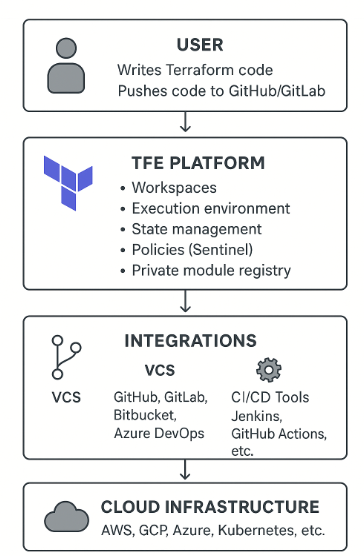 USER
Writes Terraform code
Pushes code to GitHub/GitLab
TFE PLATFORM
• Workspaces
• Execution environment
• State management
• Policies (Sentinel)
• Private module registry
INTEGRATIONS
VCS
VCS
GitHub, GitLab,
Bitbucket,
Azure DevOps
CI/CD Tools
Jenkins,
GitHub Actions,
etc.
CLOUD INFRASTRUCTURE
AWS, GCP, Azure, Kubernetes, etc.